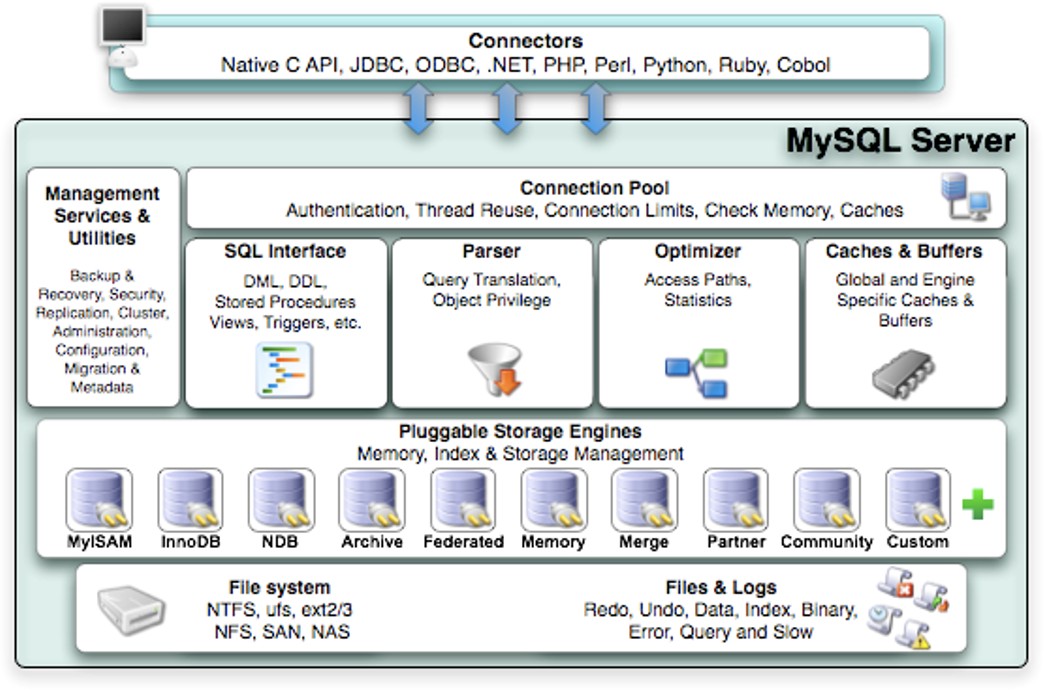 Connectors
Native C API, JDBC, ODBC, .NET, PHP, Perl, Python, Ruby, Cobol
MySQL Server
Management
Services &
Utilities
Backup &
Recovery, Security,
Replication, Cluster,
Administration,
Configuration,
Migration &
Metadata
Connection Pool
Authentication, Thread Reuse, Connection Limits, Check Memory, Caches
SQL Interface
DML, DDL,
Stored Procedures
Views, Triggers, etc.
Parser
Query Translation,
Object Privilege
Optimizer
Access Paths,
Statistics
Caches & Buffers
Global and Engine
Specific Caches &
Buffers
Pluggable Storage Engines
Memory, Index & Storage Management
MyISAM
InnoDB
NDB
Archive
Federated
Memory
Merge
Partner
Community
Custom
File system
NTFS, ufs, ext2/3
NFS, SAN, NAS
Files & Logs
Redo, Undo, Data, Index, Binary,
Error, Query and Slow